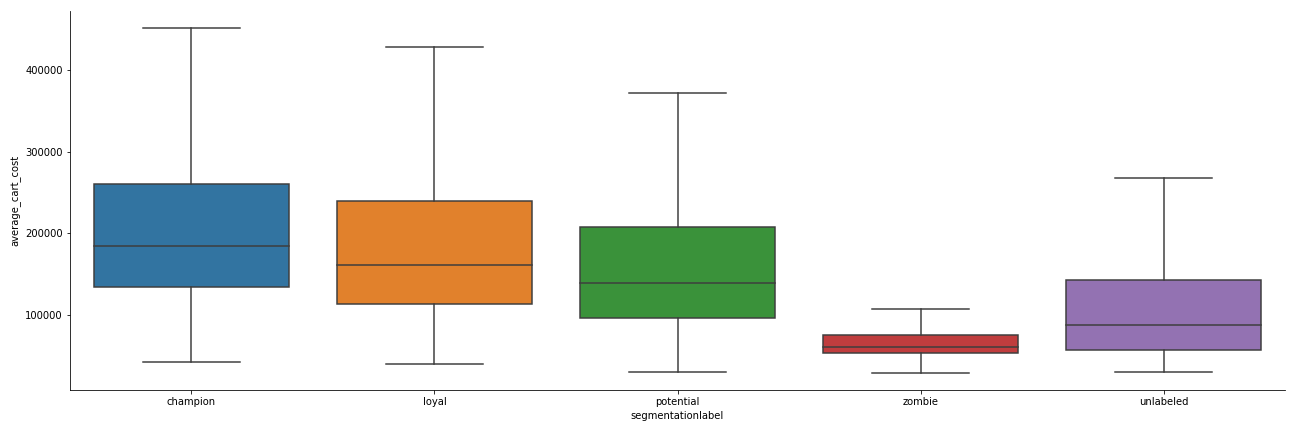 average_cart_cost
400000
300000
200000
100000
champion
loyal
potential
zombie
unlabeled
segmentationlabel